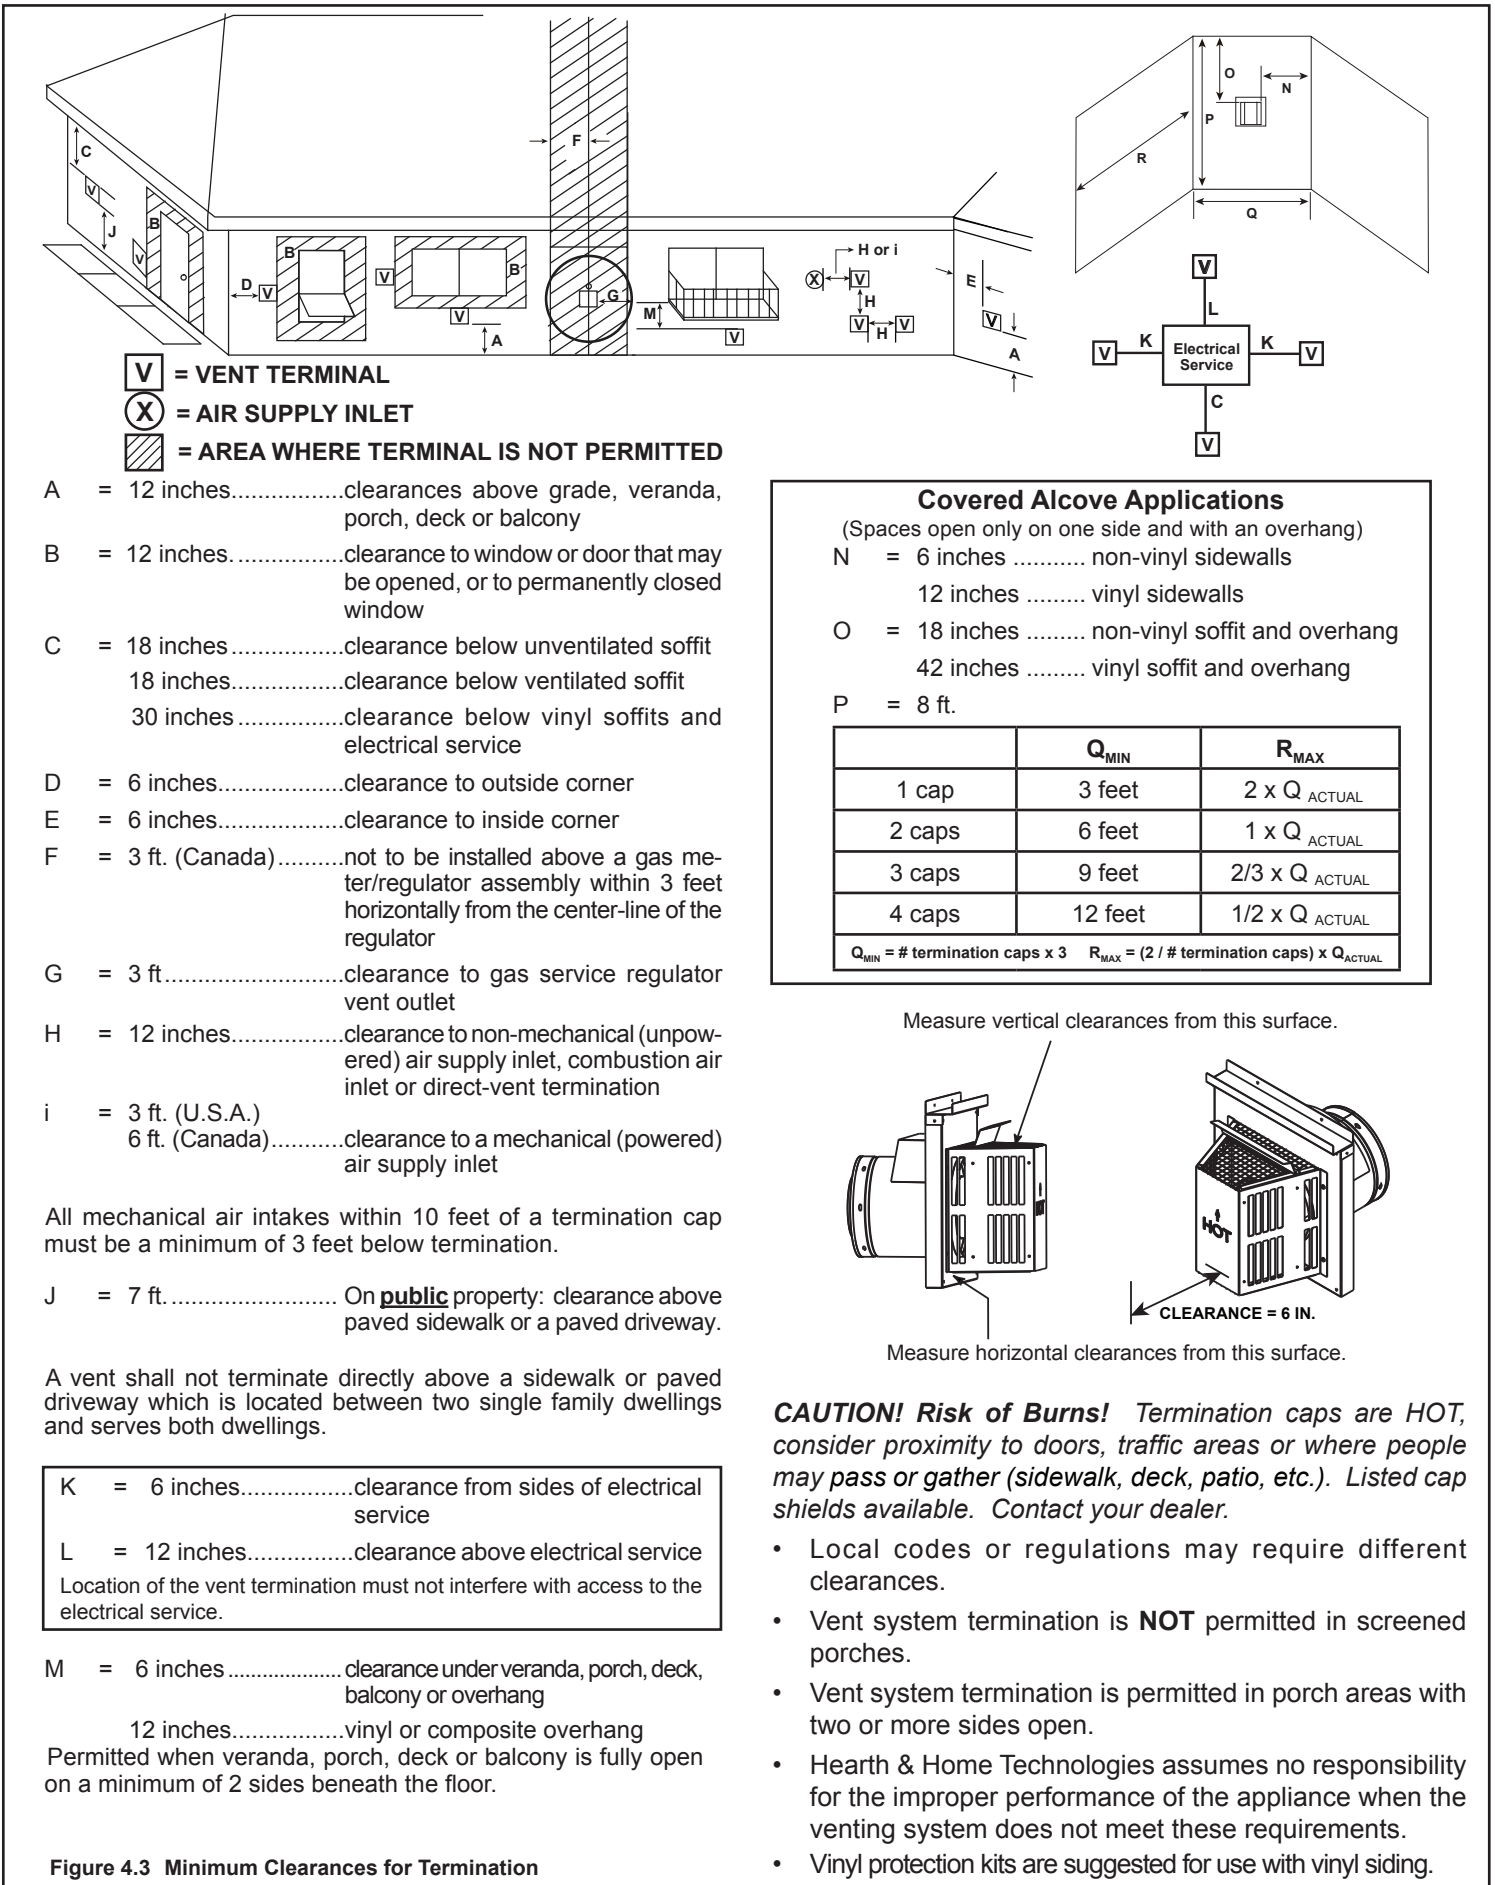 C
V
J
B
V
D
V
B
V
B
V
A
F
G
M
V
H or i
X
V
H
V
V
H
E
V
A
O
N
P
R
Q
V
L
V
K
Electrical
Service
K
V
C
V
V = VENT TERMINAL
X = AIR SUPPLY INLET
= AREA WHERE TERMINAL IS NOT PERMITTED
A = 12 inches.................clearances above grade, veranda,
porch, deck or balcony
B = 12 inches. ................clearance to window or door that may
be opened, or to permanently closed
window
C = 18 inches .................clearance below unventilated soffit
18 inches.................clearance below ventilated soffit
30 inches ................clearance below vinyl soffits and
electrical service
D = 6 inches...................clearance to outside corner
E = 6 inches...................clearance to inside corner
F = 3 ft. (Canada) ..........not to be installed above a gas me-
ter/regulator assembly within 3 feet
horizontally from the center-line of the
regulator
G = 3 ft...........................clearance to gas service regulator
vent outlet
H = 12 inches.................clearance to non-mechanical (unpow-
ered) air supply inlet, combustion air
inlet or direct-vent termination
i = 3 ft. (U.S.A.)
6 ft. (Canada)...........clearance to a mechanical (powered)
air supply inlet
All mechanical air intakes within 10 feet of a termination cap
must be a minimum of 3 feet below termination.
J = 7 ft. ......................... On public property: clearance above
paved sidewalk or a paved driveway.
A vent shall not terminate directly above a sidewalk or paved
driveway which is located between two single family dwellings
and serves both dwellings.
K = 6 inches.................clearance from sides of electrical
service
L = 12 inches................clearance above electrical service
Location of the vent termination must not interfere with access to the
electrical service.
M = 6 inches .....................clearance under veranda, porch, deck,
balcony or overhang
12 inches.................vinyl or composite overhang
Permitted when veranda, porch, deck or balcony is fully open
on a minimum of 2 sides beneath the floor.
Figure 4.3 Minimum Clearances for Termination
Covered Alcove Applications
(Spaces open only on one side and with an overhang)
N = 6 inches ........... non-vinyl sidewalls
12 inches ......... vinyl sidewalls
O = 18 inches ......... non-vinyl soffit and overhang
42 inches ......... vinyl soffit and overhang
P = 8 ft.
QMIN RMAX
1 cap 3 feet 2 x Q ACTUAL
2 caps 6 feet 1 x Q ACTUAL
3 caps 9 feet 2/3 x Q ACTUAL
4 caps 12 feet 1/2 x Q ACTUAL
QMIN = # termination caps x 3 RMAX = (2 / # termination caps) x QACTUAL
Measure vertical clearances from this surface.
HOT
HOT
CLEARANCE = 6 IN.
Measure horizontal clearances from this surface.
CAUTION! Risk of Burns! Termination caps are HOT,
consider proximity to doors, traffic areas or where people
may pass or gather (sidewalk, deck, patio, etc.). Listed cap
shields available. Contact your dealer.
• Local codes or regulations may require different
clearances.
• Vent system termination is NOT permitted in screened
porches.
• Vent system termination is permitted in porch areas with
two or more sides open.
• Hearth & Home Technologies assumes no responsibility
for the improper performance of the appliance when the
venting system does not meet these requirements.
• Vinyl protection kits are suggested for use with vinyl siding.